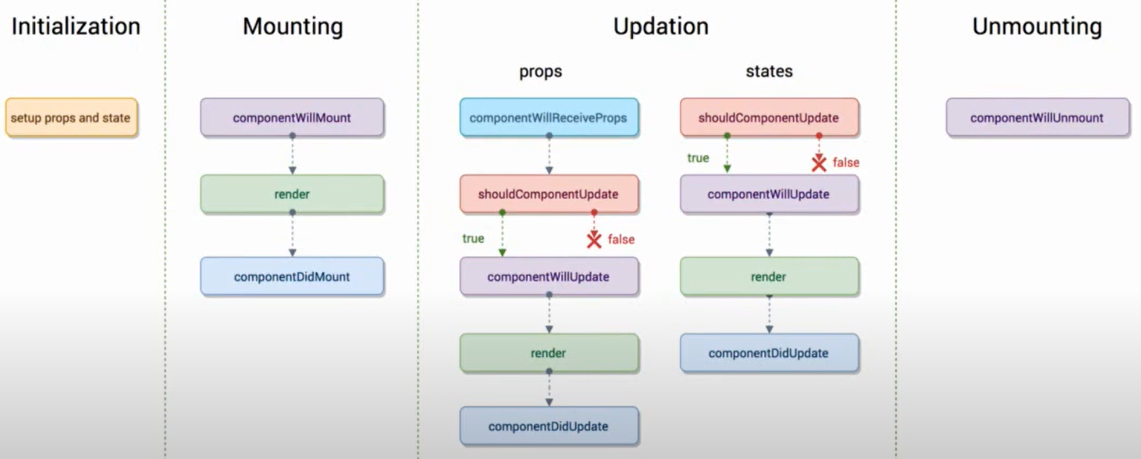 Initialization
Mounting
Updation
Unmounting
props
states
setup props and state
componentWillMount
render
componentDidMount
componentWillReceiveProps
shouldComponentUpdate
true
false
componentWillUpdate
render
componentDidUpdate
shouldComponentUpdate
true
false
componentWillUpdate
render
componentDidUpdate
componentWillUnmount